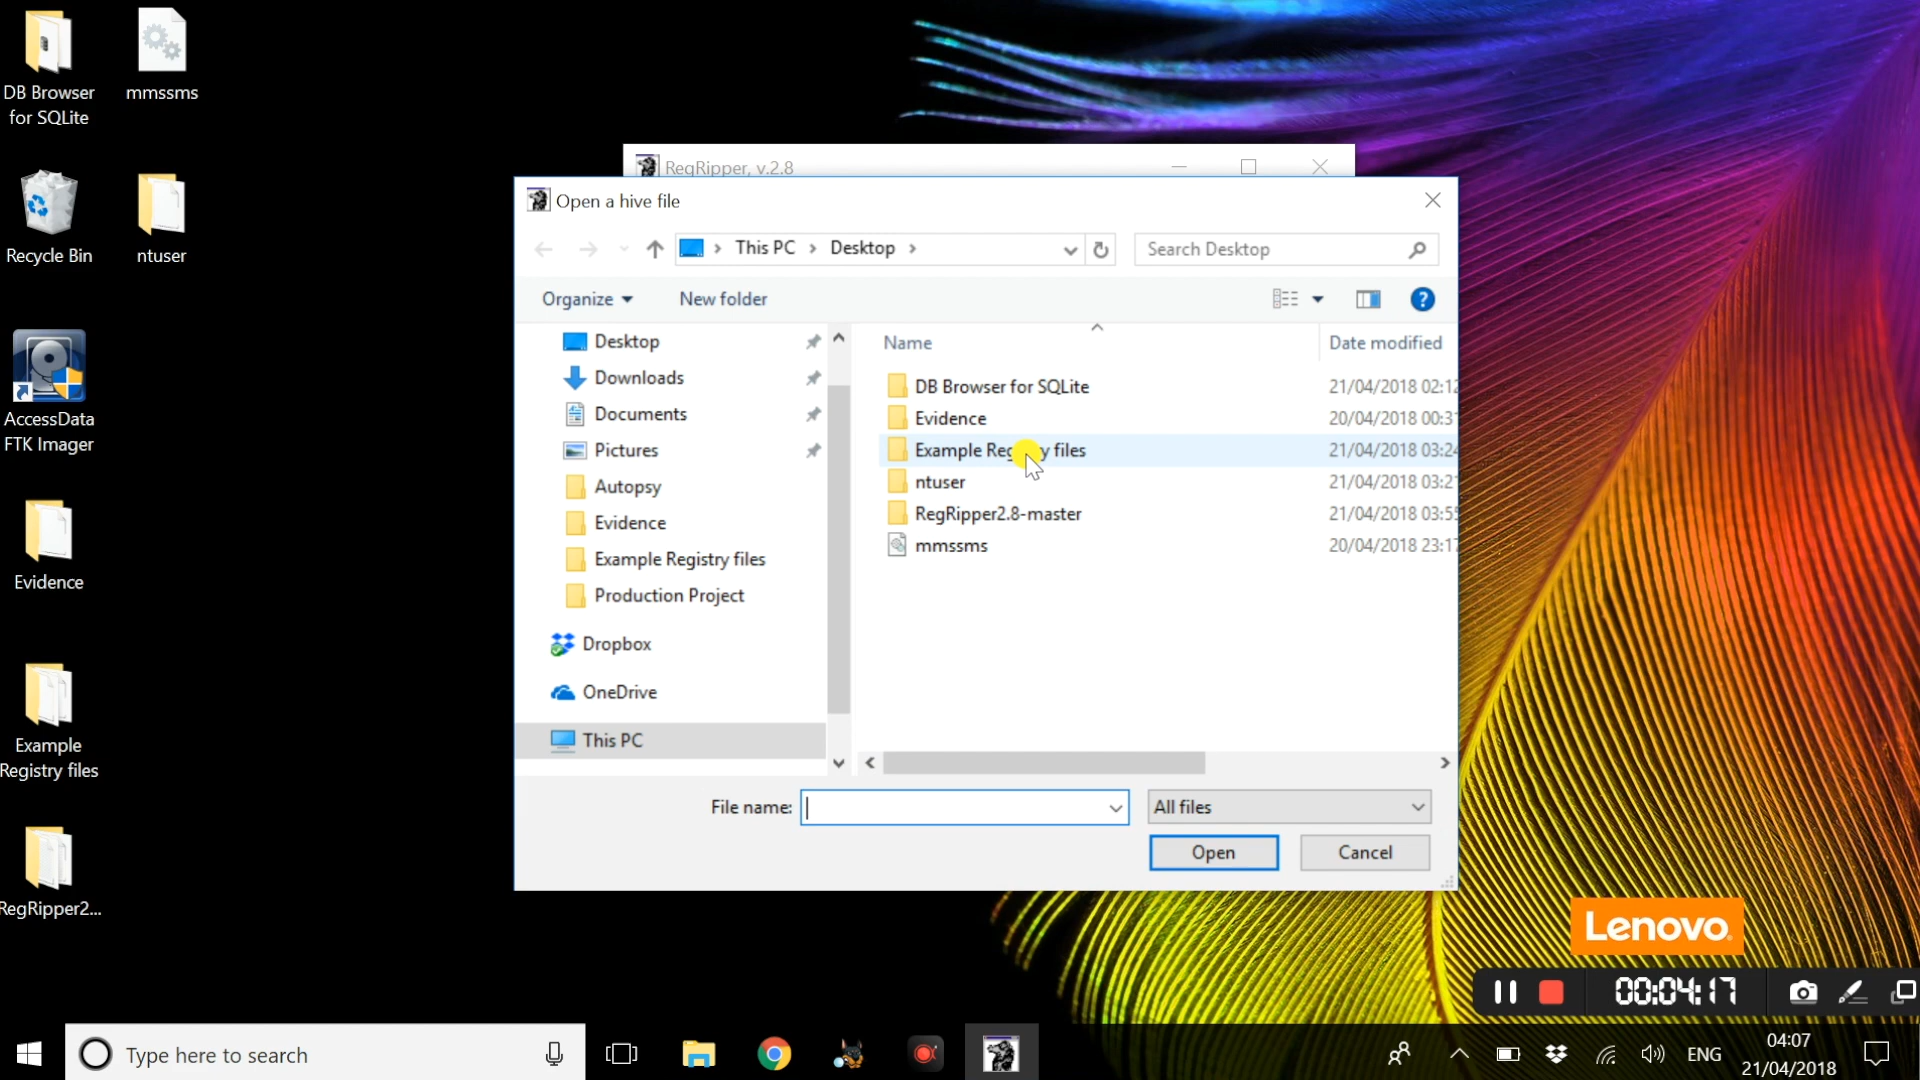 DB Browser
for SQLite
mmssms
Recycle Bin
ntuser
AccessData
FTK Imager
Evidence
Example
Registry files
RegRipper2...
RegRipper, v.2.8
Open a hive file
This PC
Desktop
Search Desktop
Organize
New folder
Desktop
Downloads
Documents
Pictures
Autopsy
Evidence
Example Registry files
Production Project
Dropbox
OneDrive
This PC
Name
Date modified
DB Browser for SQLite
21/04/2018 02:12
Evidence
20/04/2018 00:3
Example Reg y files
21/04/2018 03:24
ntuser
21/04/2018 03:2
RegRipper2.8-master
21/04/2018 03:55
mmssms
20/04/2018 23:1
File name:
All files
Open
Cancel
Lenovo
00:04:17
Type here to search
ENG
04:07
21/04/2018